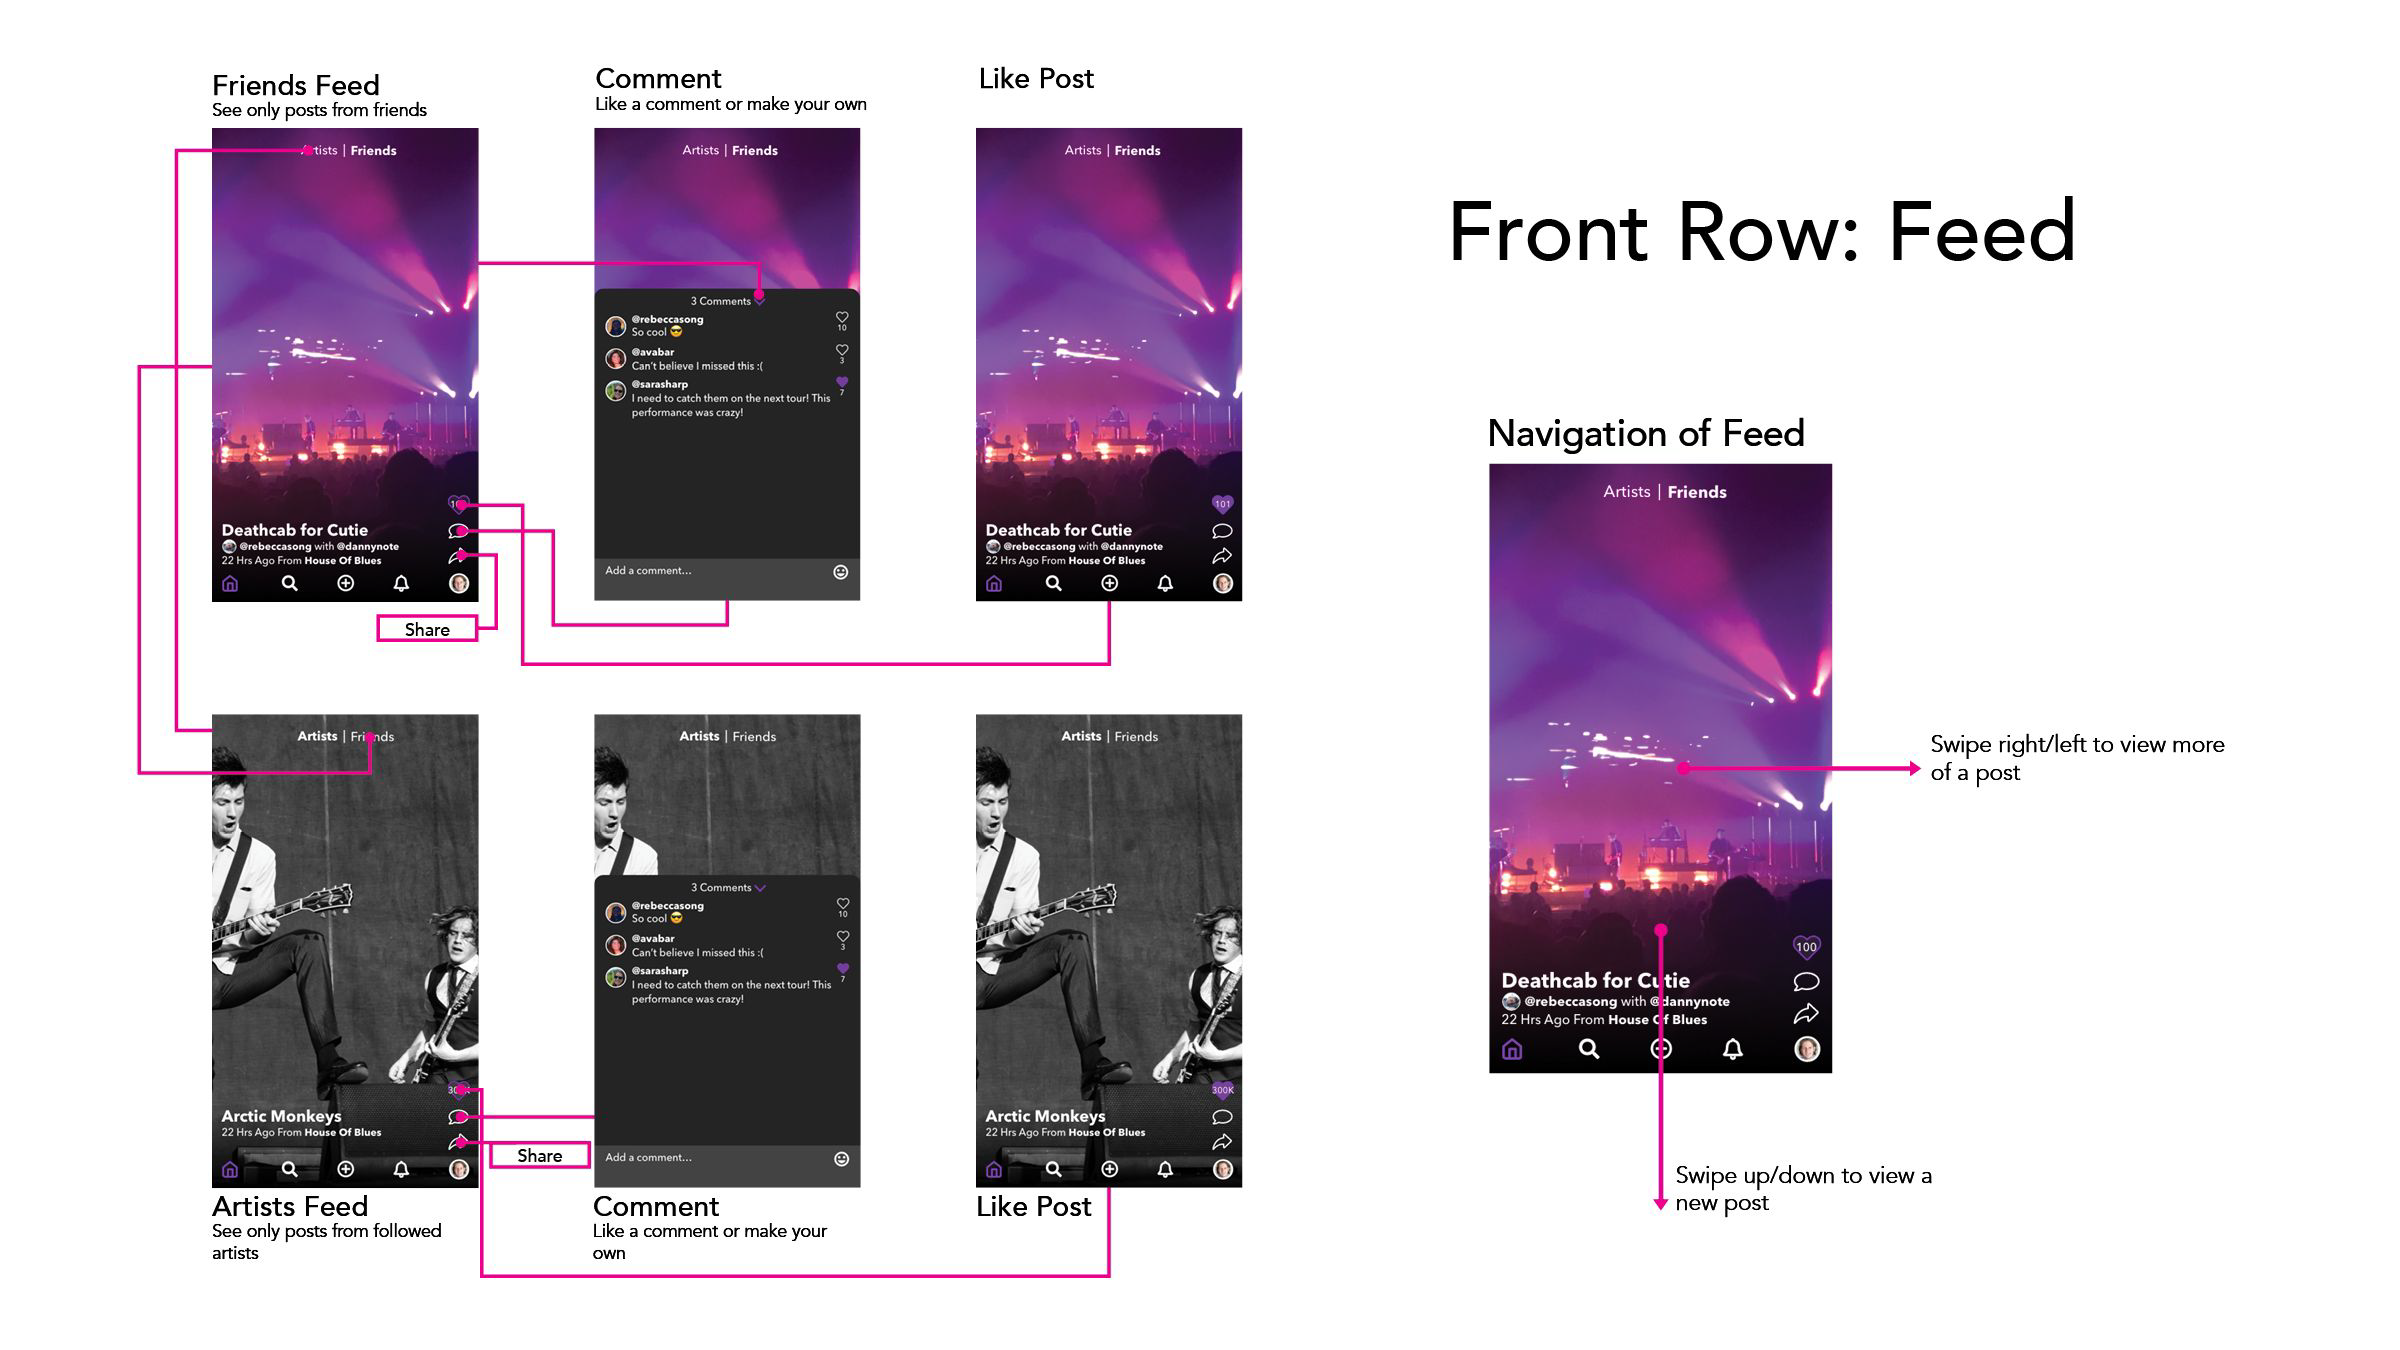 Friends Feed
See only posts from friends
Artists | Friends
Deathcab for Cutie
@rebeccasong with @dannynote
22 Hrs Ago From House Of Blues
Share
Comment
Like a comment or make your own
Artists | Friends
3 Comments
@rebeccasong
So cool 😎
10
@avabar
Can't believe I missed this :(
3
@sarasharp
I need to catch them on the next tour! This
performance was crazy!
7
Add a comment...
Like Post
Artists | Friends
101
Deathcab for Cutie
@rebeccasong with @dannynote
22 Hrs Ago From House Of Blues
Front Row: Feed
Navigation of Feed
Artists | Friends
100
Deathcab for Cutie
@rebeccasong with @dannynote
22 Hrs Ago From House Of Blues
Swipe right/left to view more
of a post
Swipe up/down to view a
new post
Artists | Friends
Arctic Monkeys
22 Hrs Ago From House Of Blues
Share
Artists Feed
See only posts from followed
artists
Artists | Friends
3 Comments
@rebeccasong
So cool 😎
10
@avabar
Can't believe I missed this :(
3
@sarasharp
I need to catch them on the next tour! This
performance was crazy!
7
Add a comment...
Comment
Like a comment or make your
own
Artists | Friends
300K
Arctic Monkeys
22 Hrs Ago From House Of Blues
Like Post